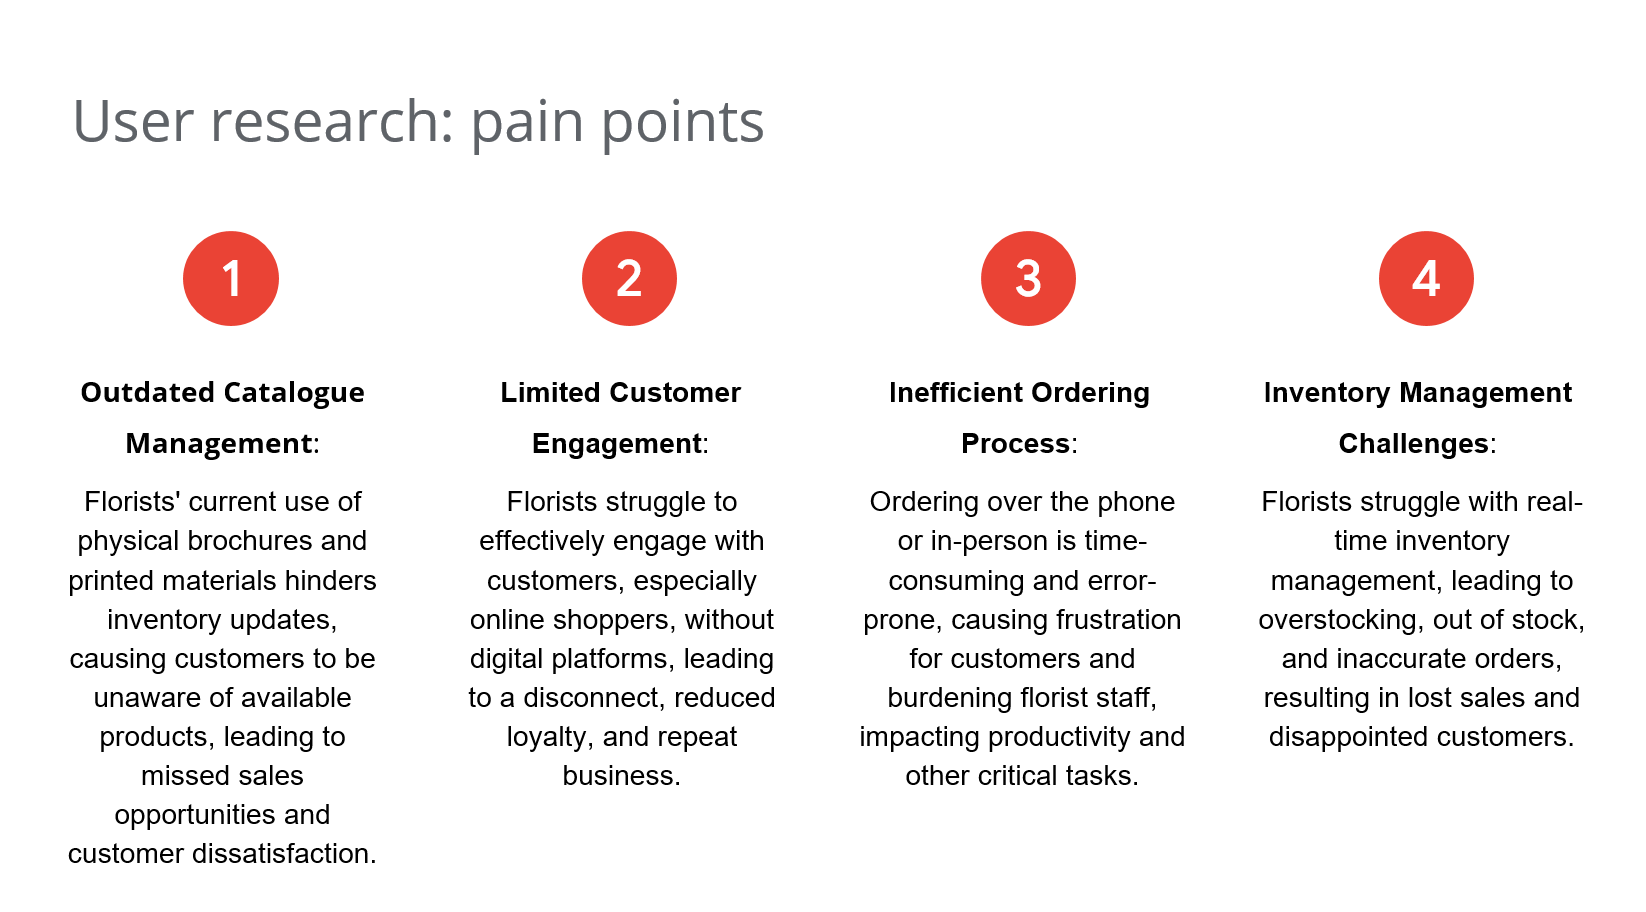 User research: pain points
1
Outdated Catalogue
Management:
Florists' current use of
physical brochures and
printed materials hinders
inventory updates,
causing customers to be
unaware of available
products, leading to
missed sales
opportunities and
customer dissatisfaction.
2
Limited Customer
Engagement:
Florists struggle to
effectively engage with
customers, especially
online shoppers, without
digital platforms, leading
to a disconnect, reduced
loyalty, and repeat
business.
3
Inefficient Ordering
Process:
Ordering over the phone
or in-person is time-
consuming and error-
prone, causing frustration
for customers and
burdening florist staff,
impacting productivity and
other critical tasks.
4
Inventory Management
Challenges:
Florists struggle with real-
time inventory
management, leading to
overstocking, out of stock,
and inaccurate orders,
resulting in lost sales and
disappointed customers.